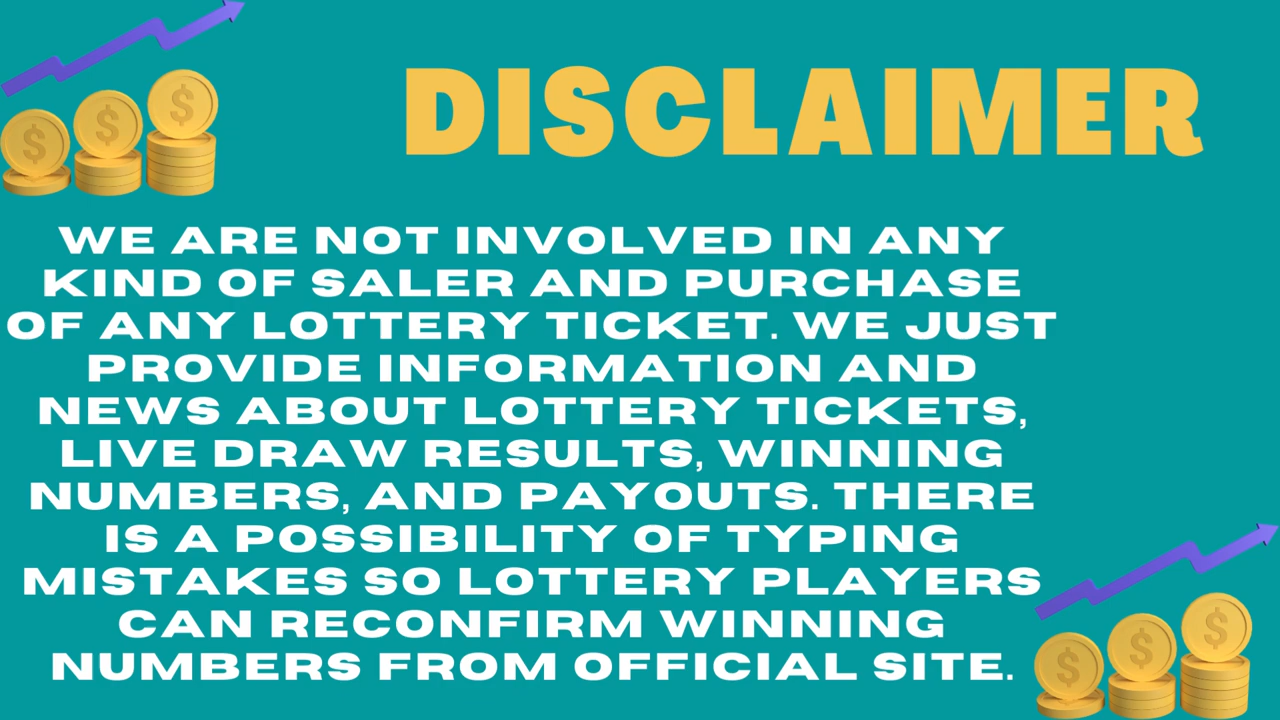 DISCLAIMER
WE ARE NOT INVOLVED IN ANY
KIND OF SALER AND PURCHASE
OF ANY LOTTERY TICKET. WE JUST
PROVIDE INFORMATION AND
NEWS ABOUT LOTTERY TICKETS,
LIVE DRAW RESULTS, WINNING
NUMBERS, AND PAYOUTS. THERE
IS A POSSIBILITY OF TYPING
MISTAKES SO LOTTERY PLAYERS
CAN RECONFIRM WINNING
NUMBERS FROM OFFICIAL SITE.